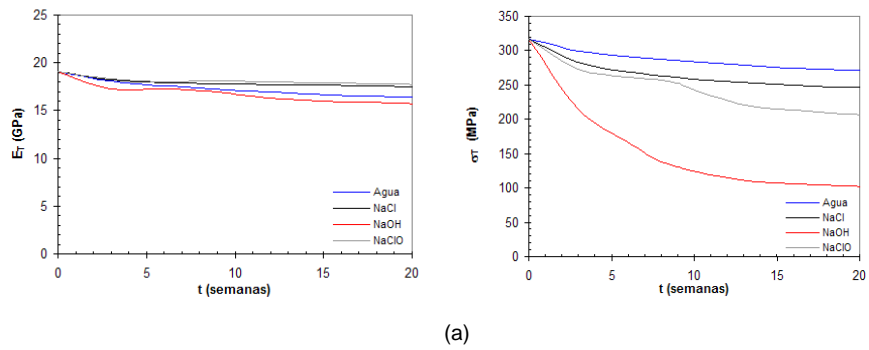 25
20
15
10
5
0
E_T (GPa)
0 5 10 15 20
t (semanas)
Agua
NaCl
NaOH
NaClO
350
300
250
200
150
100
50
0
σ_T (MPa)
0 5 10 15 20
t (semanas)
Agua
NaCl
NaOH
NaClO
(a)